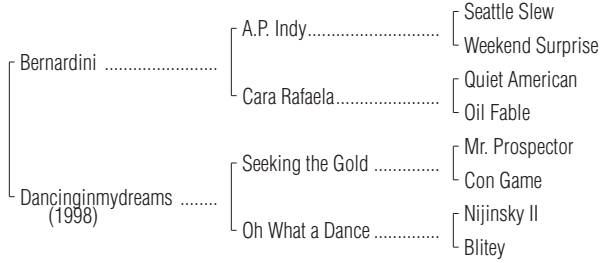 Seattle Slew
A.P. Indy..............................
Weekend Surprise
Bernardini ........................
Quiet American
Cara Rafaela.......................
Oil Fable
Mr. Prospector
Seeking the Gold ..............
Con Game
Dancinginmydreams ........
(1998)
Nijinsky II
Oh What a Dance ..............
Blitey